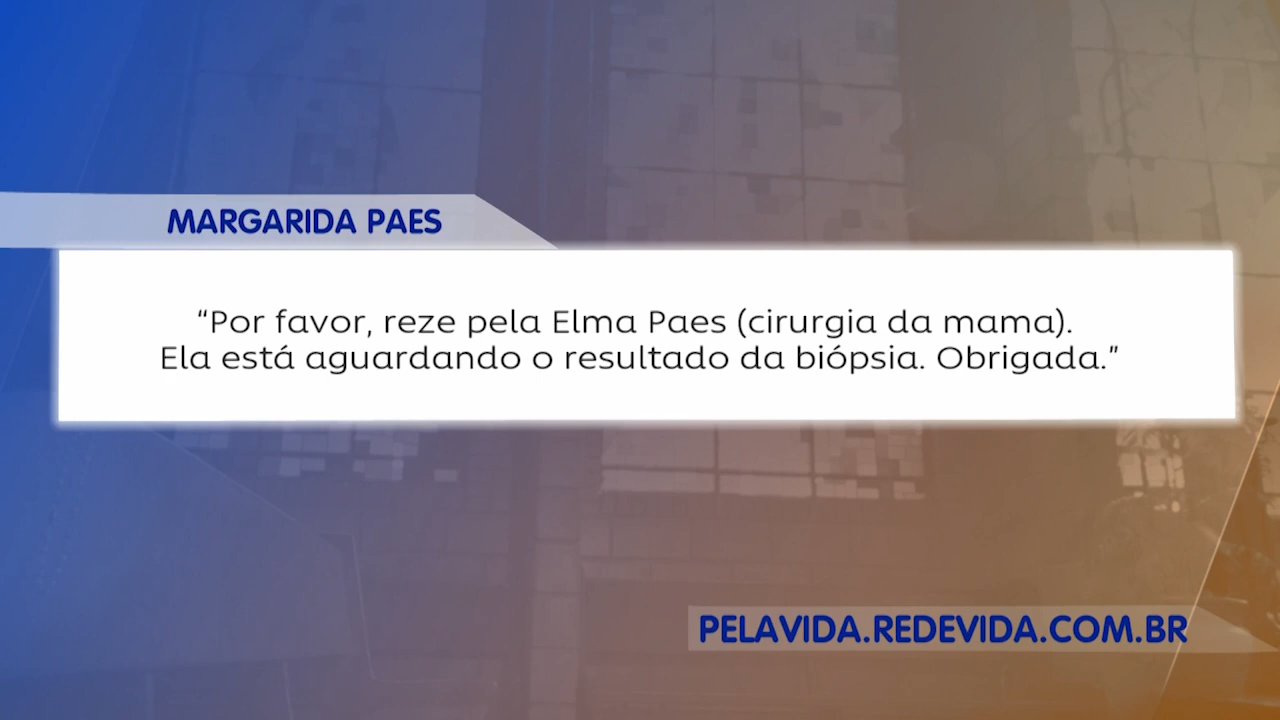 MARGARIDA PAES
“Por favor, reze pela Elma Paes (cirurgia da mama).
Ela está aguardando o resultado da biópsia. Obrigada.”
PELAVIDA.REDEVIDA.COM.BR